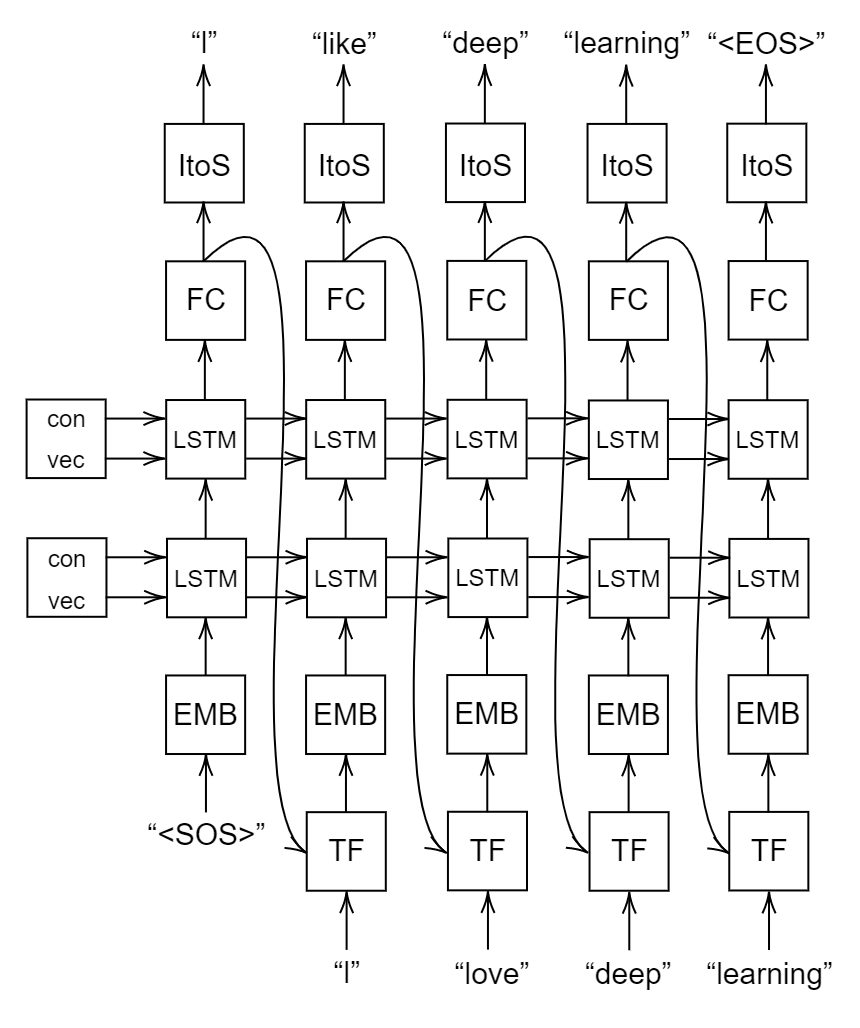 “I” “like” “deep” “learning” “<EOS>”
ItoS ItoS ItoS ItoS ItoS
FC FC FC FC FC
con
vec
LSTM LSTM LSTM LSTM LSTM
con
vec
LSTM LSTM LSTM LSTM LSTM
EMB EMB EMB EMB EMB
“<SOS>”
TF TF TF TF
“I” “love” “deep” “learning”